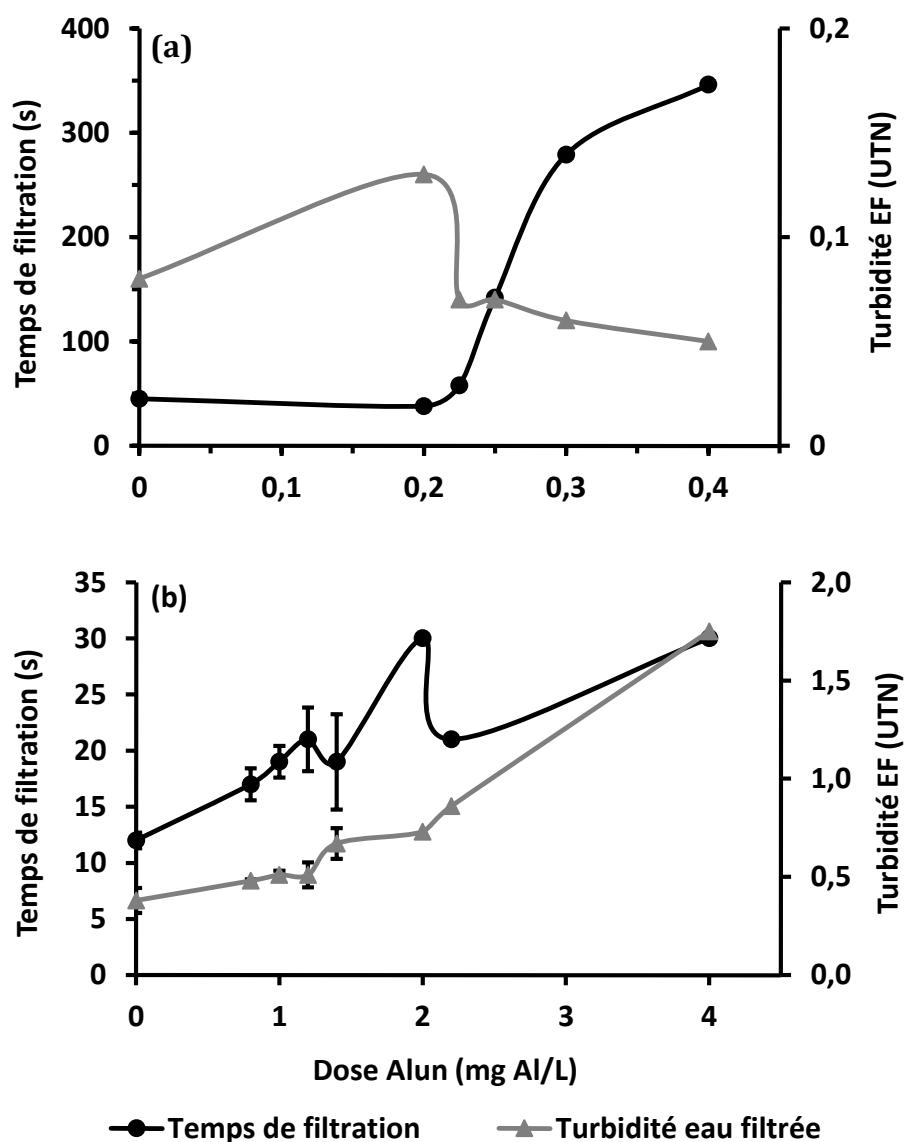 (a)
Temps de filtration (s)
400
300
200
100
0
Turbidité EF (UTN)
0,2
0,1
0
0 0,1 0,2 0,3 0,4
(b)
Temps de filtration (s)
35
30
25
20
15
10
5
0
Turbidité EF (UTN)
2,0
1,5
1,0
0,5
0,0
0 1 2 3 4
Dose Alun (mg Al/L)
Temps de filtration Turbidité eau filtrée